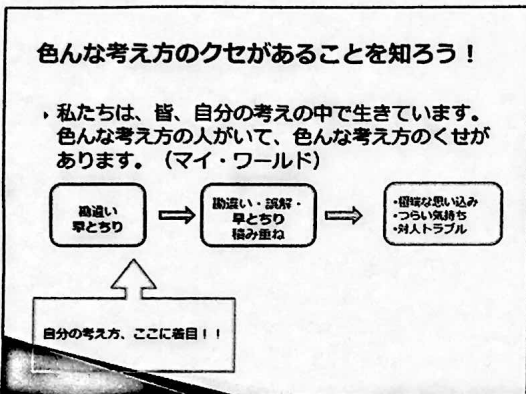 色んな考え方のクセがあることを知ろう！
私たちは、皆、自分の考えの中で生きています。
色んな考え方の人がいて、色んな考え方のくせが
あります。（マイ・ワールド）
勘違い
早とちり
勘違い・誤解・
早とちり
積み重ね
・極端な思い込み
・つらい気持ち
・対人トラブル
自分の考え方、ここに着目！！